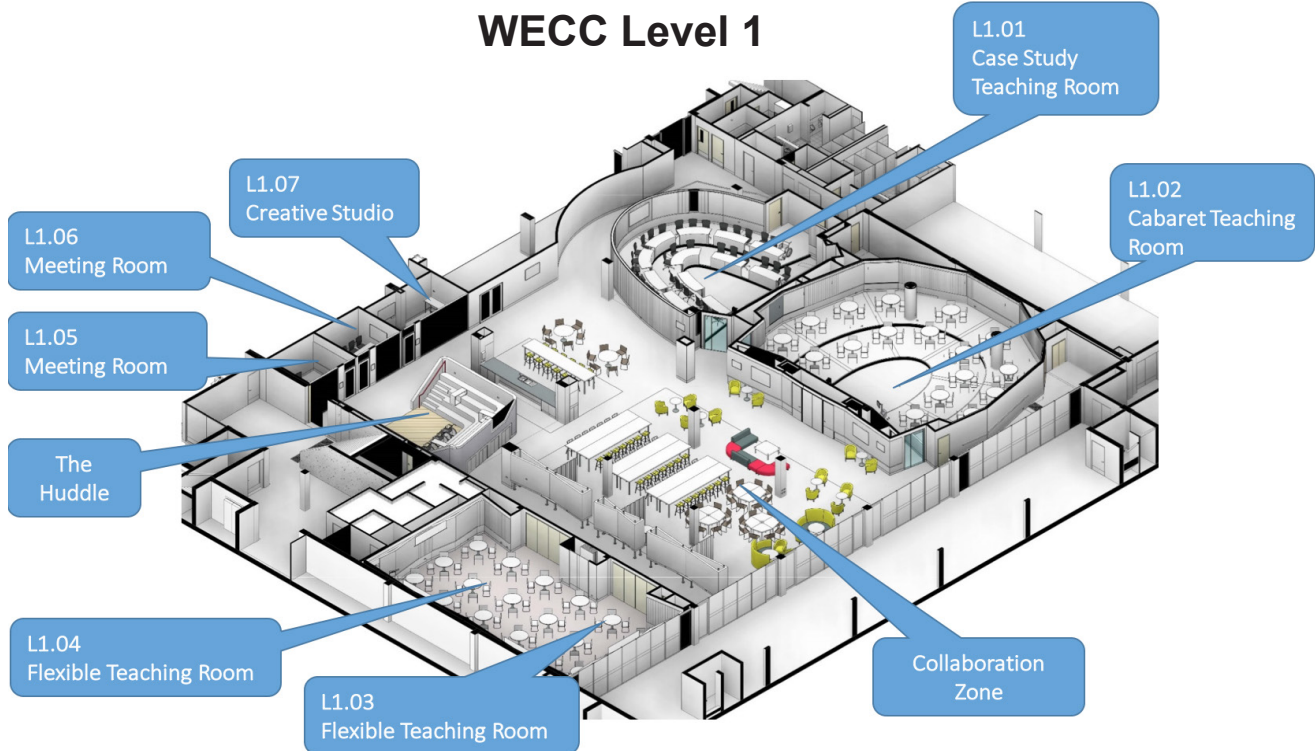 WECC Level 1
L1.01
Case Study
Teaching Room
L1.07
Creative Studio
L1.02
Cabaret Teaching
Room
L1.06
Meeting Room
L1.05
Meeting Room
The
Huddle
L1.04
Flexible Teaching Room
L1.03
Flexible Teaching Room
Collaboration
Zone